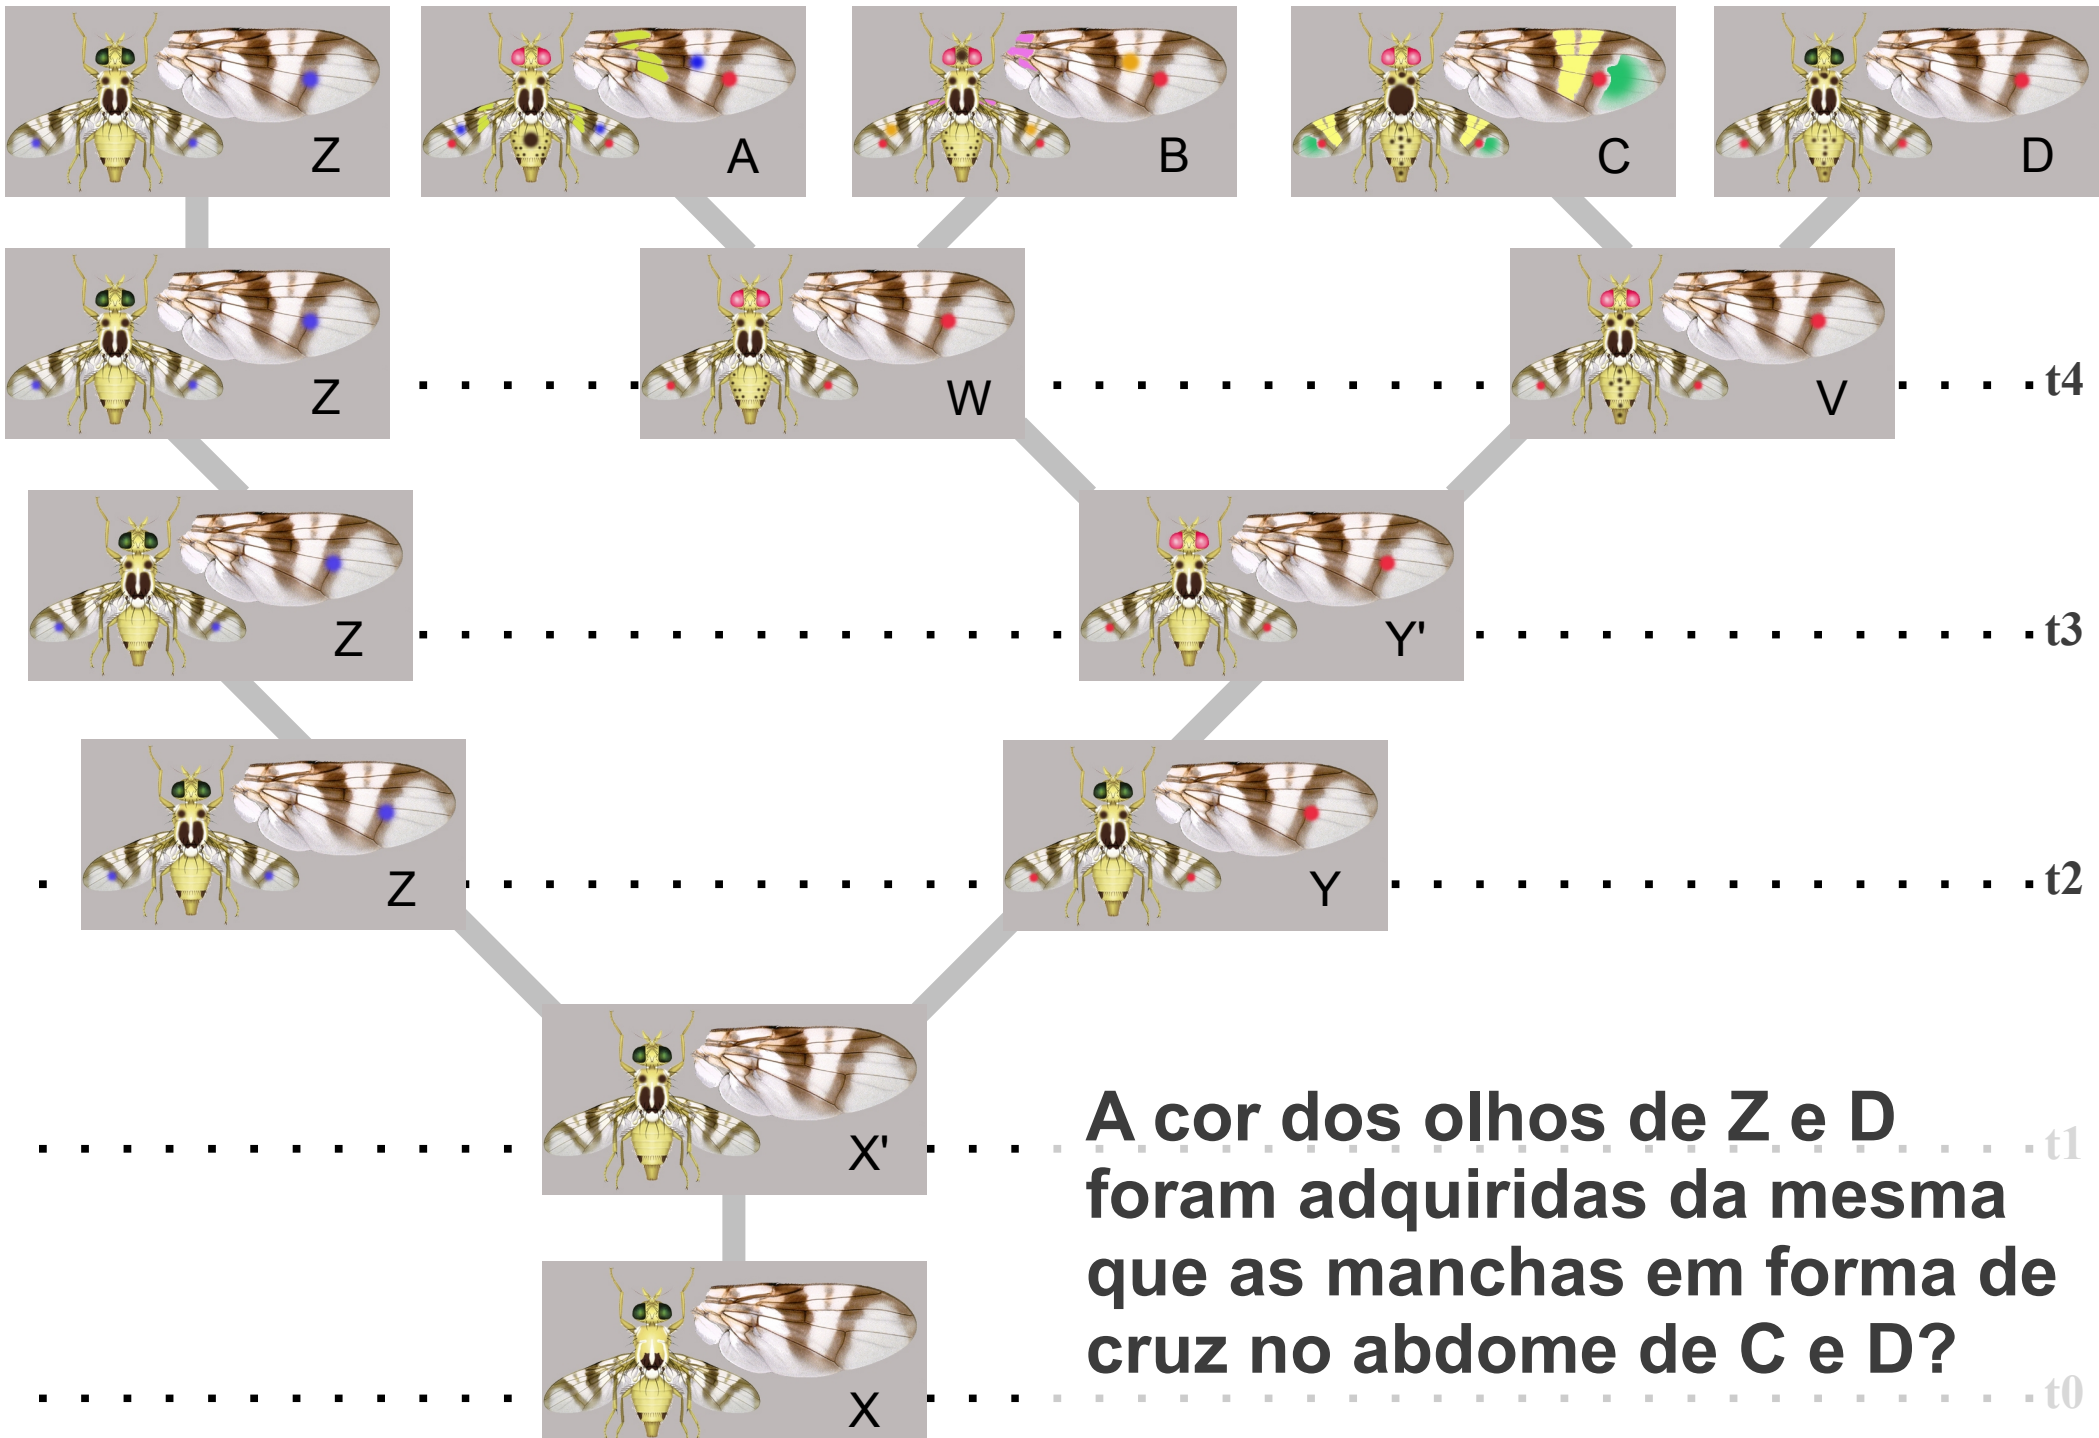 Z
A
B
C
D
Z
W
V
t4
Z
Y'
t3
Z
Y
t2
X'
t1
A cor dos olhos de Z e D
foram adquiridas da mesma
que as manchas em forma de
cruz no abdome de C e D?
X
t0